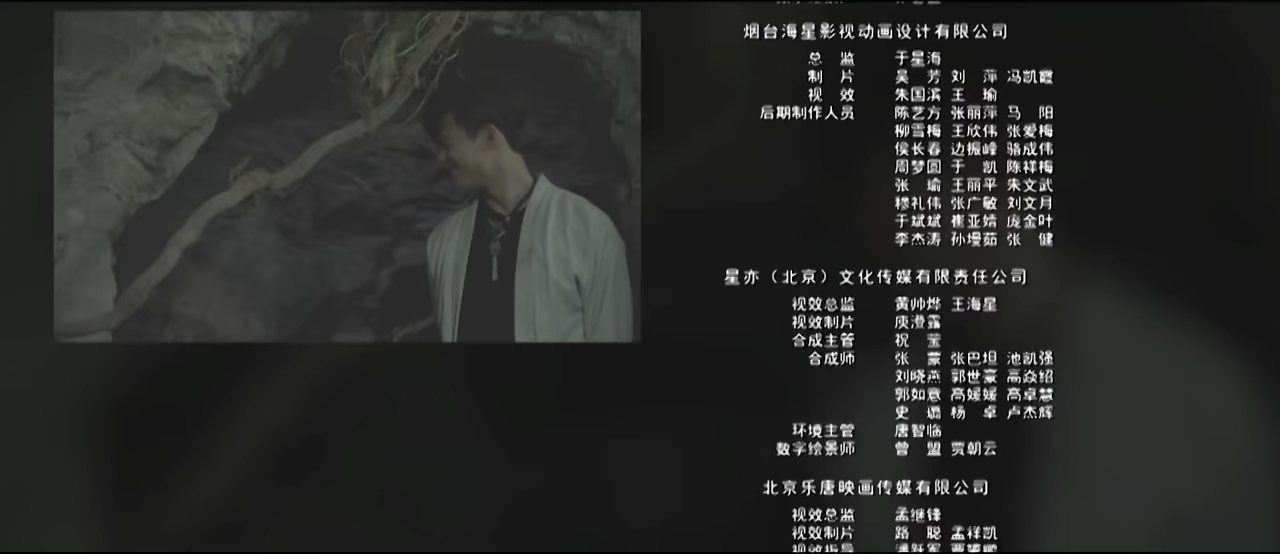 烟台海星影视动画设计有限公司
总 监 于星海
制 片 吴 芳 刘 萍 冯凯霞
视 效 朱国滨 王 瑜
后期制作人员 陈艺方 张丽萍 马 阳
柳雪梅 王欣伟 张爱梅
侯长春 边振峰 骆成伟
周梦圆 于 凯 陈祥梅
张 瑜 王丽平 朱文武
穆礼伟 张广敏 刘文月
于斌斌 崔亚婧 庞金叶
李杰涛 孙墁茹 张 健
星亦（北京）文化传媒有限责任公司
视效总监 黄帅烨 王海星
视效制片 庾澄露
合成主管 祝 莹
合成师 张 蒙 张巴坦 池凯强
刘晓燕 郭世豪 高焱绍
郭如意 高媛媛 高卓慧
史 璐 杨 卓 卢杰辉
环境主管 唐智临
数字绘景师 曾 盟 贾朝云
北京乐唐映画传媒有限公司
视效总监 孟继锋
视效制片 路 聪 孟祥凯